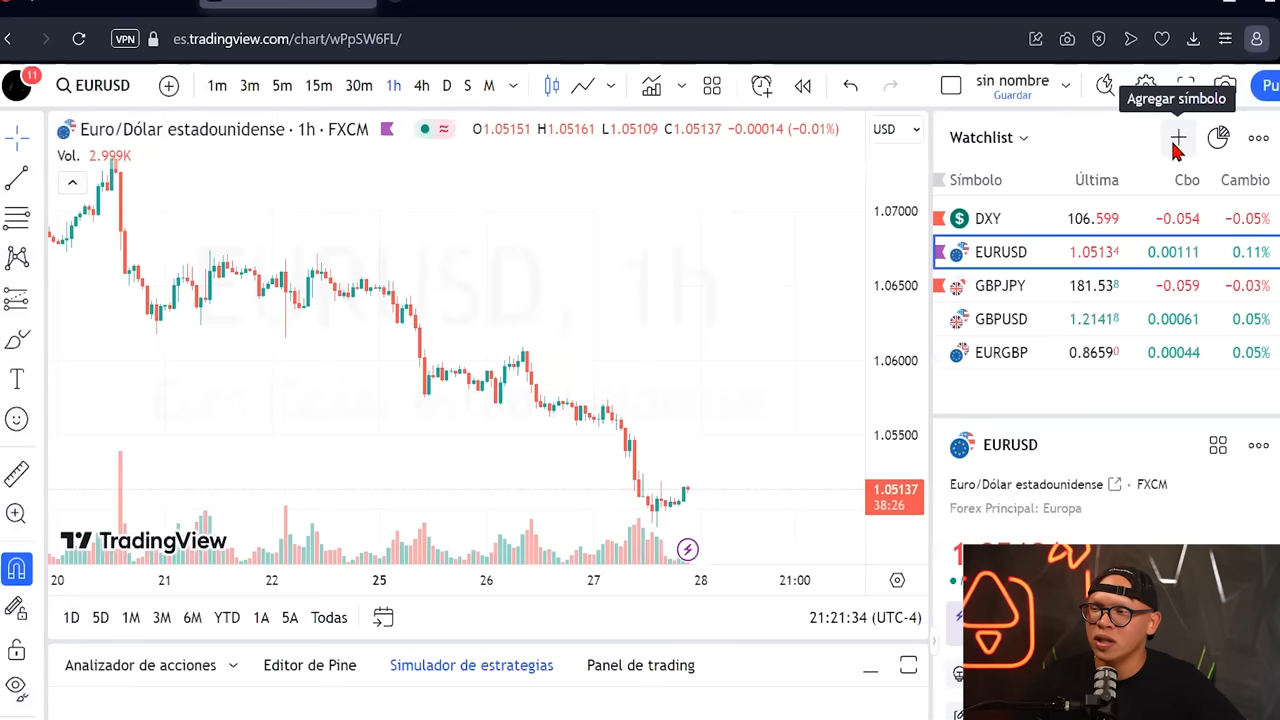 VPN es.tradingview.com/chart/wPpSW6FL/
11 EURUSD 1m 3m 5m 15m 30m 1h 4h D S M sin nombre Pu
Guardar
Agregar símbolo
Euro/Dólar estadounidense · 1h · FXCM O1.05151 H1.05161 L1.05109 C1.05137 −0.00014 (−0.01%) USD
Vol. 2.999K
EURUSD, 1h
1.07000
1.06500
1.06000
1.05500
1.05137
38:26
TradingView
20 21 22 25 26 27 28 21:00
1D 5D 1M 3M 6M YTD 1A 5A Todas 21:21:34 (UTC-4)
Analizador de acciones Editor de Pine Simulador de estrategias Panel de trading
Watchlist
Símbolo Última Cbo Cambio
DXY 106.599 −0.054 −0.05%
EURUSD 1.05134 0.00111 0.11%
GBPJPY 181.538 −0.059 −0.03%
GBPUSD 1.21418 0.00061 0.05%
EURGBP 0.86590 0.00044 0.05%
EURUSD
Euro/Dólar estadounidense · FXCM
Forex Principal: Europa